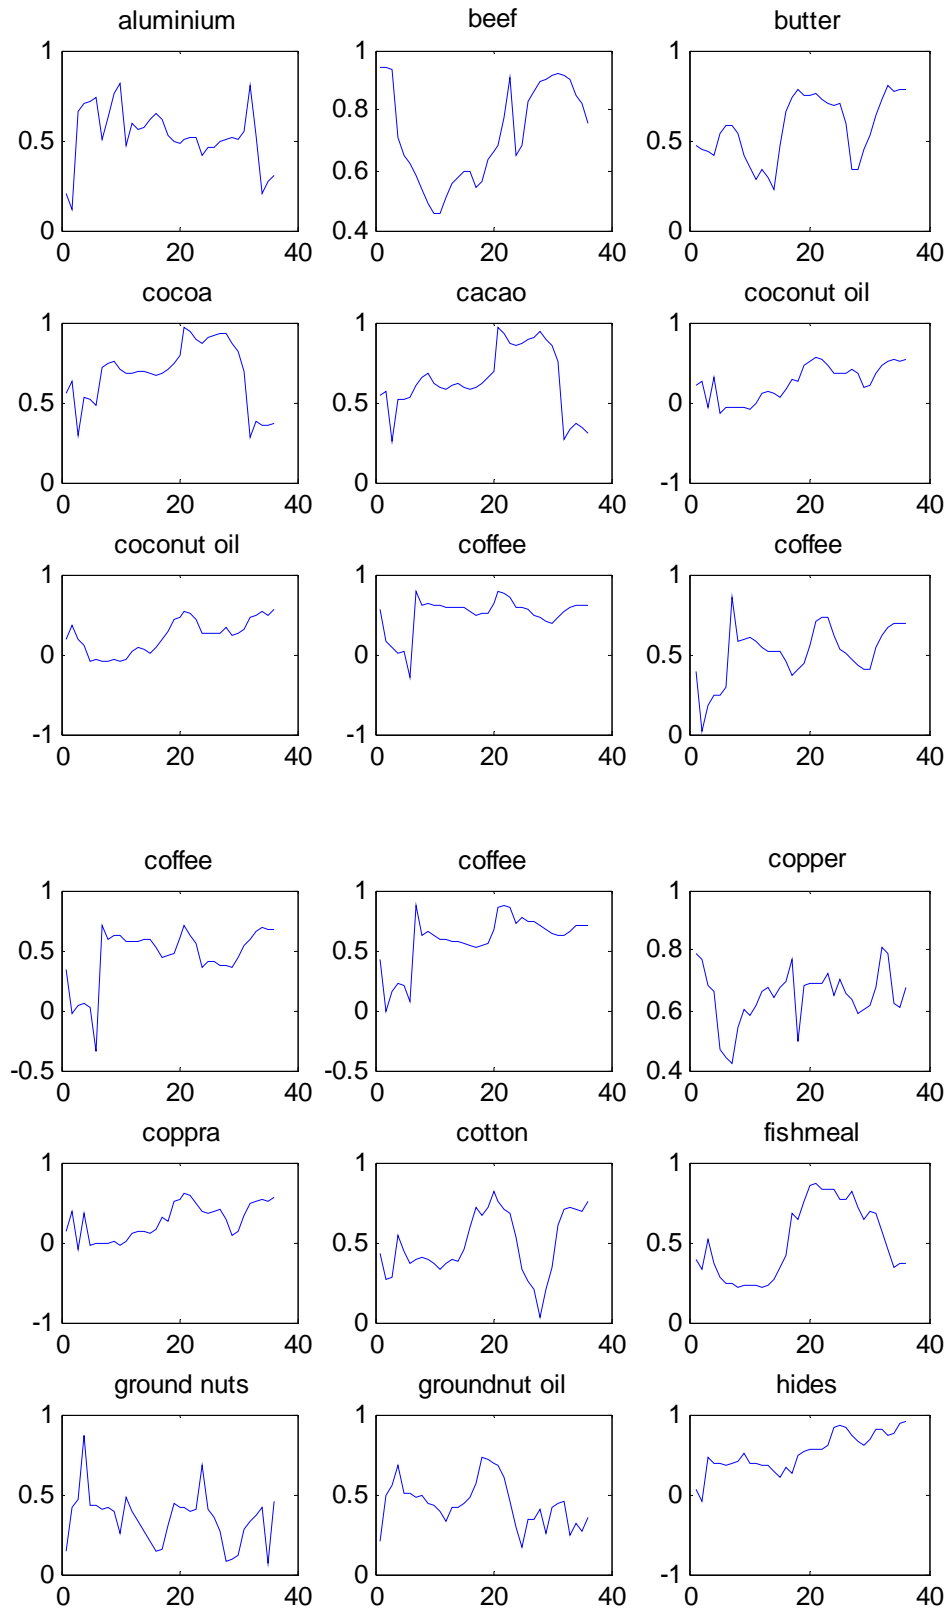 aluminium beef butter
1 1 1
0.8
0.5 0.5
0.6
0 0.4 0
0 20 40 0 20 40 0 20 40
cocoa cacao coconut oil
1 1 1
0.5 0.5 0
0 0 -1
0 20 40 0 20 40 0 20 40
coconut oil coffee coffee
1 1 1
0 0 0.5
-1 -1 0
0 20 40 0 20 40 0 20 40
coffee coffee copper
1 1 1
0.5 0.5 0.8
0 0 0.6
-0.5 -0.5 0.4
0 20 40 0 20 40 0 20 40
coppra cotton fishmeal
1 1 1
0 0.5 0.5
-1 0 0
0 20 40 0 20 40 0 20 40
ground nuts groundnut oil hides
1 1 1
0.5 0.5 0
0 0 -1
0 20 40 0 20 40 0 20 40